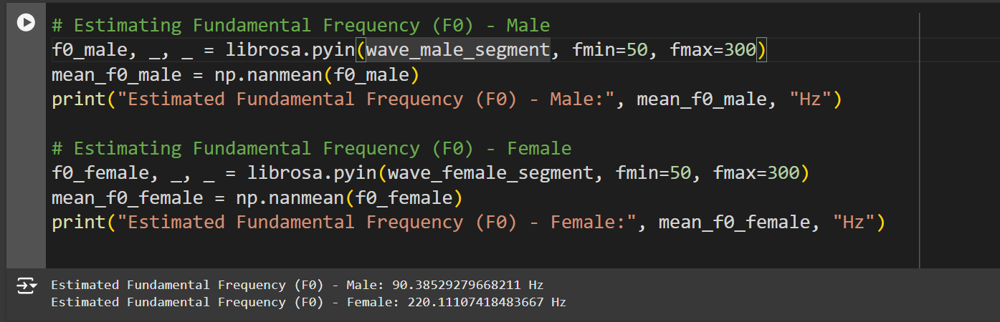 # Estimating Fundamental Frequency (F0) - Male
f0_male, _, _ = librosa.pyin(wave_male_segment, fmin=50, fmax=300)
mean_f0_male = np.nanmean(f0_male)
print("Estimated Fundamental Frequency (F0) - Male:", mean_f0_male, "Hz")
# Estimating Fundamental Frequency (F0) - Female
f0_female, _, _ = librosa.pyin(wave_female_segment, fmin=50, fmax=300)
mean_f0_female = np.nanmean(f0_female)
print("Estimated Fundamental Frequency (F0) - Female:", mean_f0_female, "Hz")
Estimated Fundamental Frequency (F0) - Male: 90.38529279668211 Hz
Estimated Fundamental Frequency (F0) - Female: 220.11107418483667 Hz